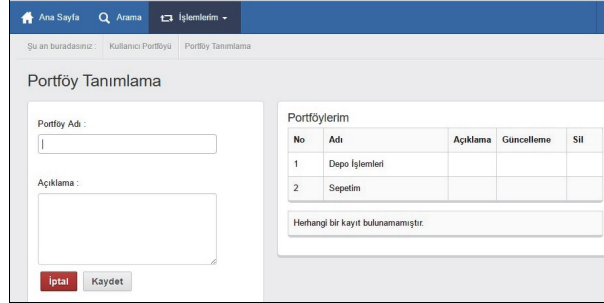 Ana Sayfa Arama İşlemlerim
Şu an buradasınız : Kullanıcı Portföyü Portföy Tanımlama
Portföy Tanımlama
Portföy Adı :
Açıklama :
İptal Kaydet
Portföylerim
No Adı Açıklama Güncelleme Sil
1 Depo İşlemleri
2 Sepetim
Herhangi bir kayıt bulunamamıştır.